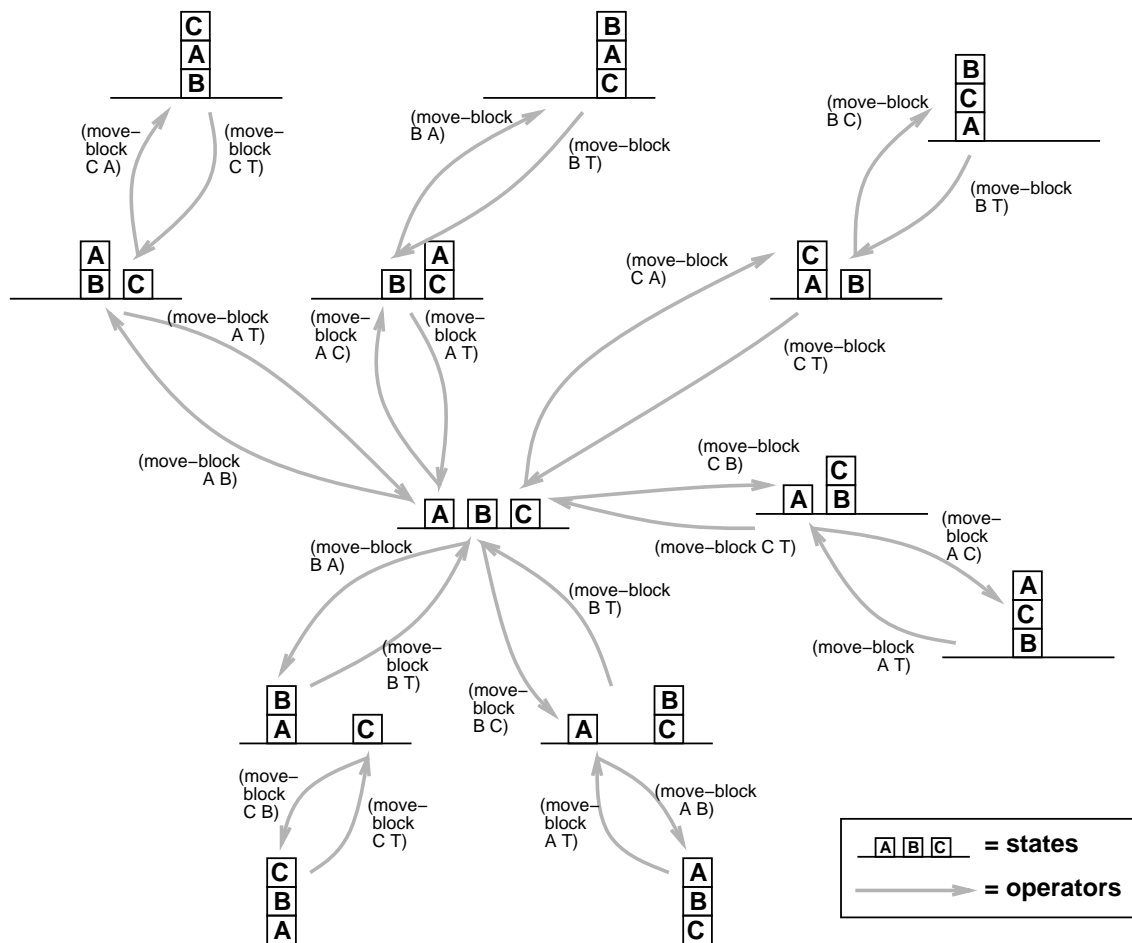 C
A
B
B
A
C
B
C
A
(move–
block
C A)
(move–
block
C T)
(move–block
B A)
(move–block
B T)
(move–block
B C)
(move–block
B T)
A
B C
A
B C
C
A B
(move–block
A T)
(move–
block
A C)
(move–
block
A T)
(move–block
C A)
(move–block
C T)
(move–block
A B)
(move–block
C B)
C
A B
A B C
(move–block C T)
(move–
block
A C)
(move–block
B A)
(move–block
B T)
A
C
B
(move–block
A T)
(move–
block
B T)
(move–
block
B C)
B
A C
B
A C
(move–
block
C B)
(move–
block
C T)
(move–
block
A T)
(move–block
A B)
C
B
A
A
B
C
A B C = states
= operators